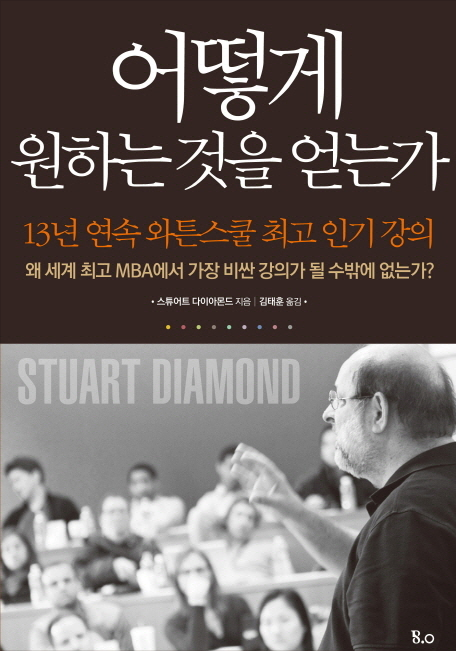 어떻게
원하는 것을 얻는가
13년 연속 와튼스쿨 최고 인기 강의
왜 세계 최고 MBA에서 가장 비싼 강의가 될 수밖에 없는가?
• 스튜어트 다이아몬드 지음 | 김태훈 옮김 •
STUART DIAMOND
8.0